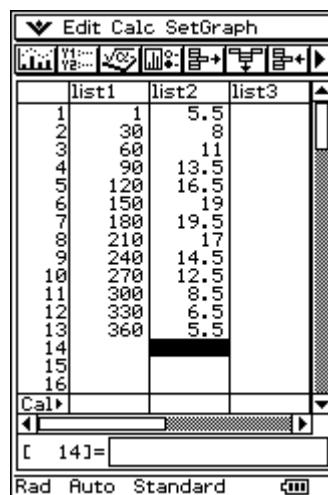 Edit Calc SetGraph
list1 list2 list3
1 1 5.5
2 30 8
3 60 11
4 90 13.5
5 120 16.5
6 150 19
7 180 19.5
8 210 17
9 240 14.5
10 270 12.5
11 300 8.5
12 330 6.5
13 360 5.5
14
15
16
Cal▶
[ 14]=
Rad Auto Standard